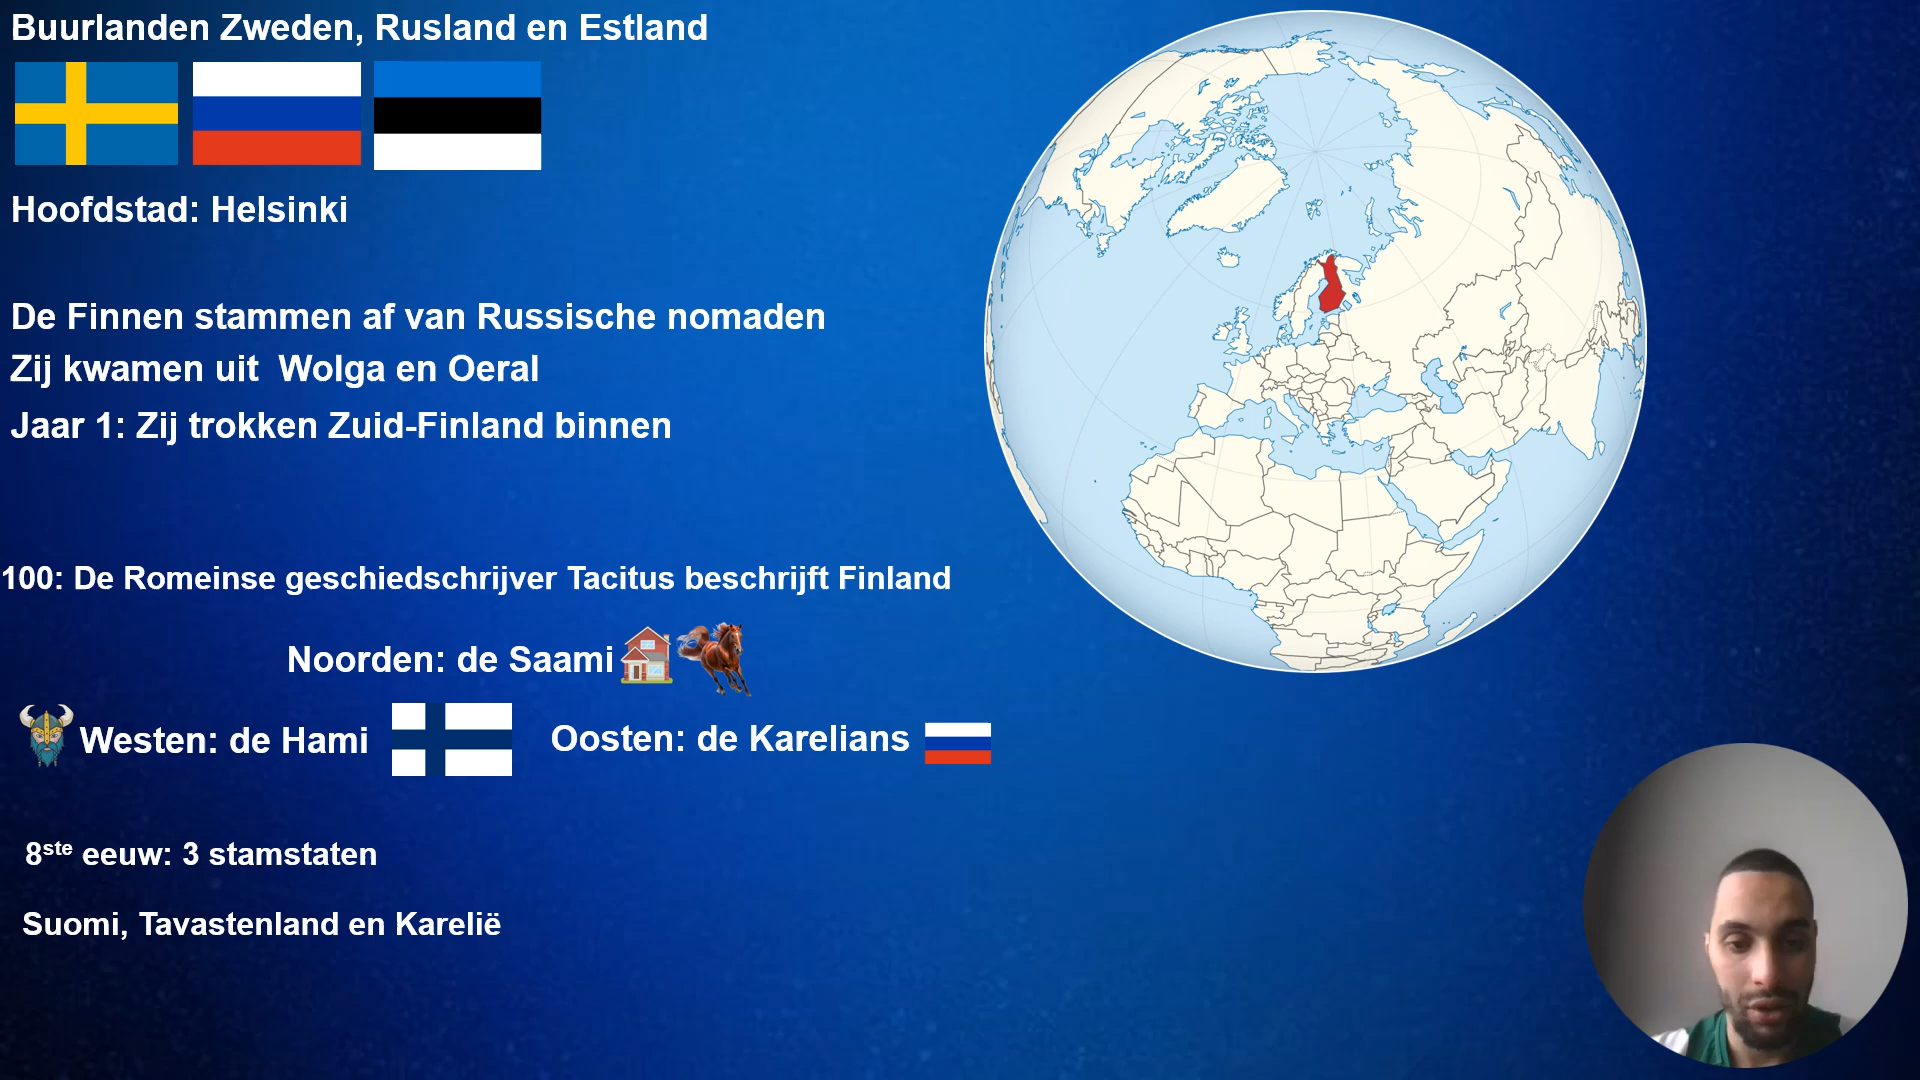 Buurlanden Zweden, Rusland en Estland
Hoofdstad: Helsinki
De Finnen stammen af van Russische nomaden
Zij kwamen uit  Wolga en Oeral
Jaar 1: Zij trokken Zuid-Finland binnen
100: De Romeinse geschiedschrijver Tacitus beschrijft Finland
Noorden: de Saami
Westen: de Hami
Oosten: de Karelians
8ste eeuw: 3 stamstaten
Suomi, Tavastenland en Karelië